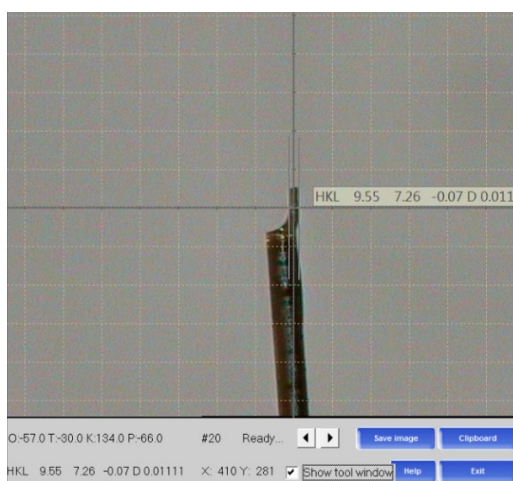 HKL 9.55 7.26 -0.07 D 0.011
O:-57.0 T:-30.0 K:134.0 P:-66.0 #20 Ready... Save image Clipboard
HKL 9.55 7.26 -0.07 D 0.01111 X: 410 Y: 281 Show tool window Help Exit